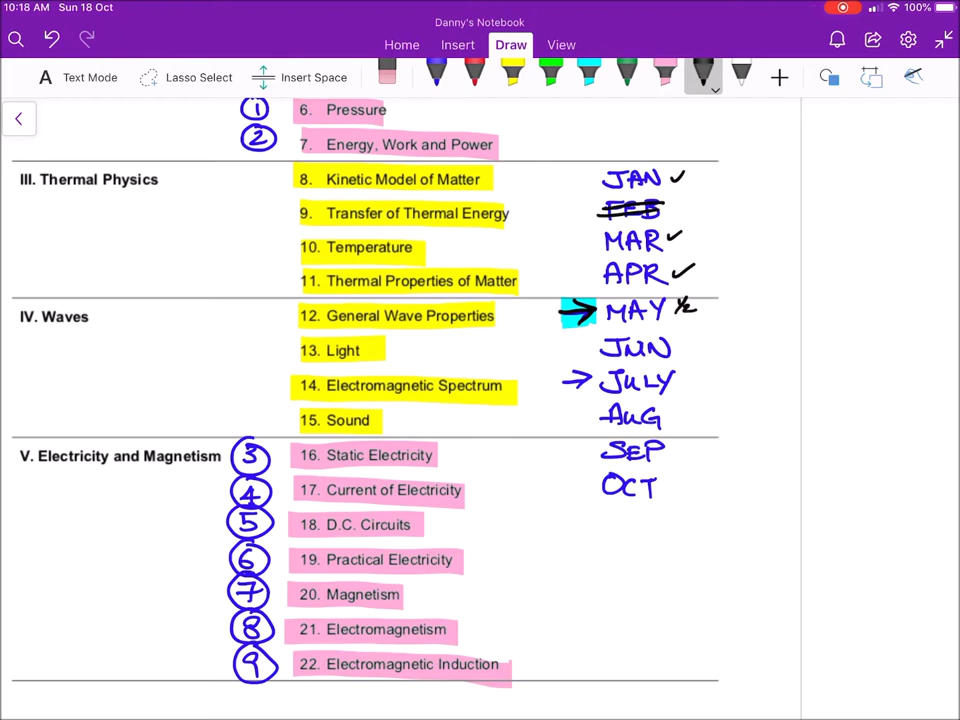 10:18 AM Sun 18 Oct 100%
Danny's Notebook
Home Insert Draw View
A Text Mode Lasso Select Insert Space
1 6. Pressure
2 7. Energy, Work and Power
III. Thermal Physics 8. Kinetic Model of Matter JAN ✓
9. Transfer of Thermal Energy FEB
10. Temperature MAR ✓
11. Thermal Properties of Matter APR ✓
IV. Waves 12. General Wave Properties → MAY ½
13. Light JUN
14. Electromagnetic Spectrum → JULY
15. Sound AUG
V. Electricity and Magnetism 3 16. Static Electricity SEP
4 17. Current of Electricity OCT
5 18. D.C. Circuits
6 19. Practical Electricity
7 20. Magnetism
8 21. Electromagnetism
9 22. Electromagnetic Induction